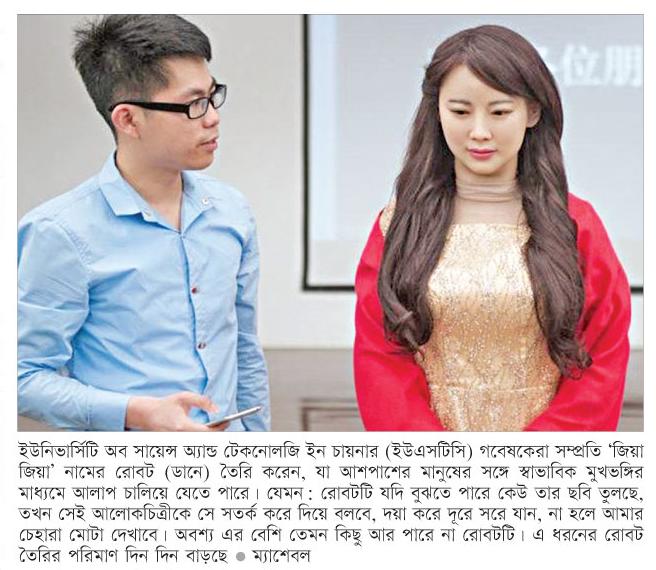 各位朋
ইউনিভার্সিটি অব সায়েন্স অ্যান্ড টেকনোলজি ইন চায়নার (ইউএসটিসি) গবেষকেরা সম্প্রতি ‘জিয়া
জিয়া’ নামের রোবট (ডানে) তৈরি করেন, যা আশপাশের মানুষের সঙ্গে স্বাভাবিক মুখভঙ্গির
মাধ্যমে আলাপ চালিয়ে যেতে পারে। যেমন : রোবটটি যদি বুঝতে পারে কেউ তার ছবি তুলছে,
তখন সেই আলোকচিত্রীকে সে সতর্ক করে দিয়ে বলবে, দয়া করে দূরে সরে যান, না হলে আমার
চেহারা মোটা দেখাবে। অবশ্য এর বেশি তেমন কিছু আর পারে না রোবটটি। এ ধরনের রোবট
তৈরির পরিমাণ দিন দিন বাড়ছে ● ম্যাশেবল